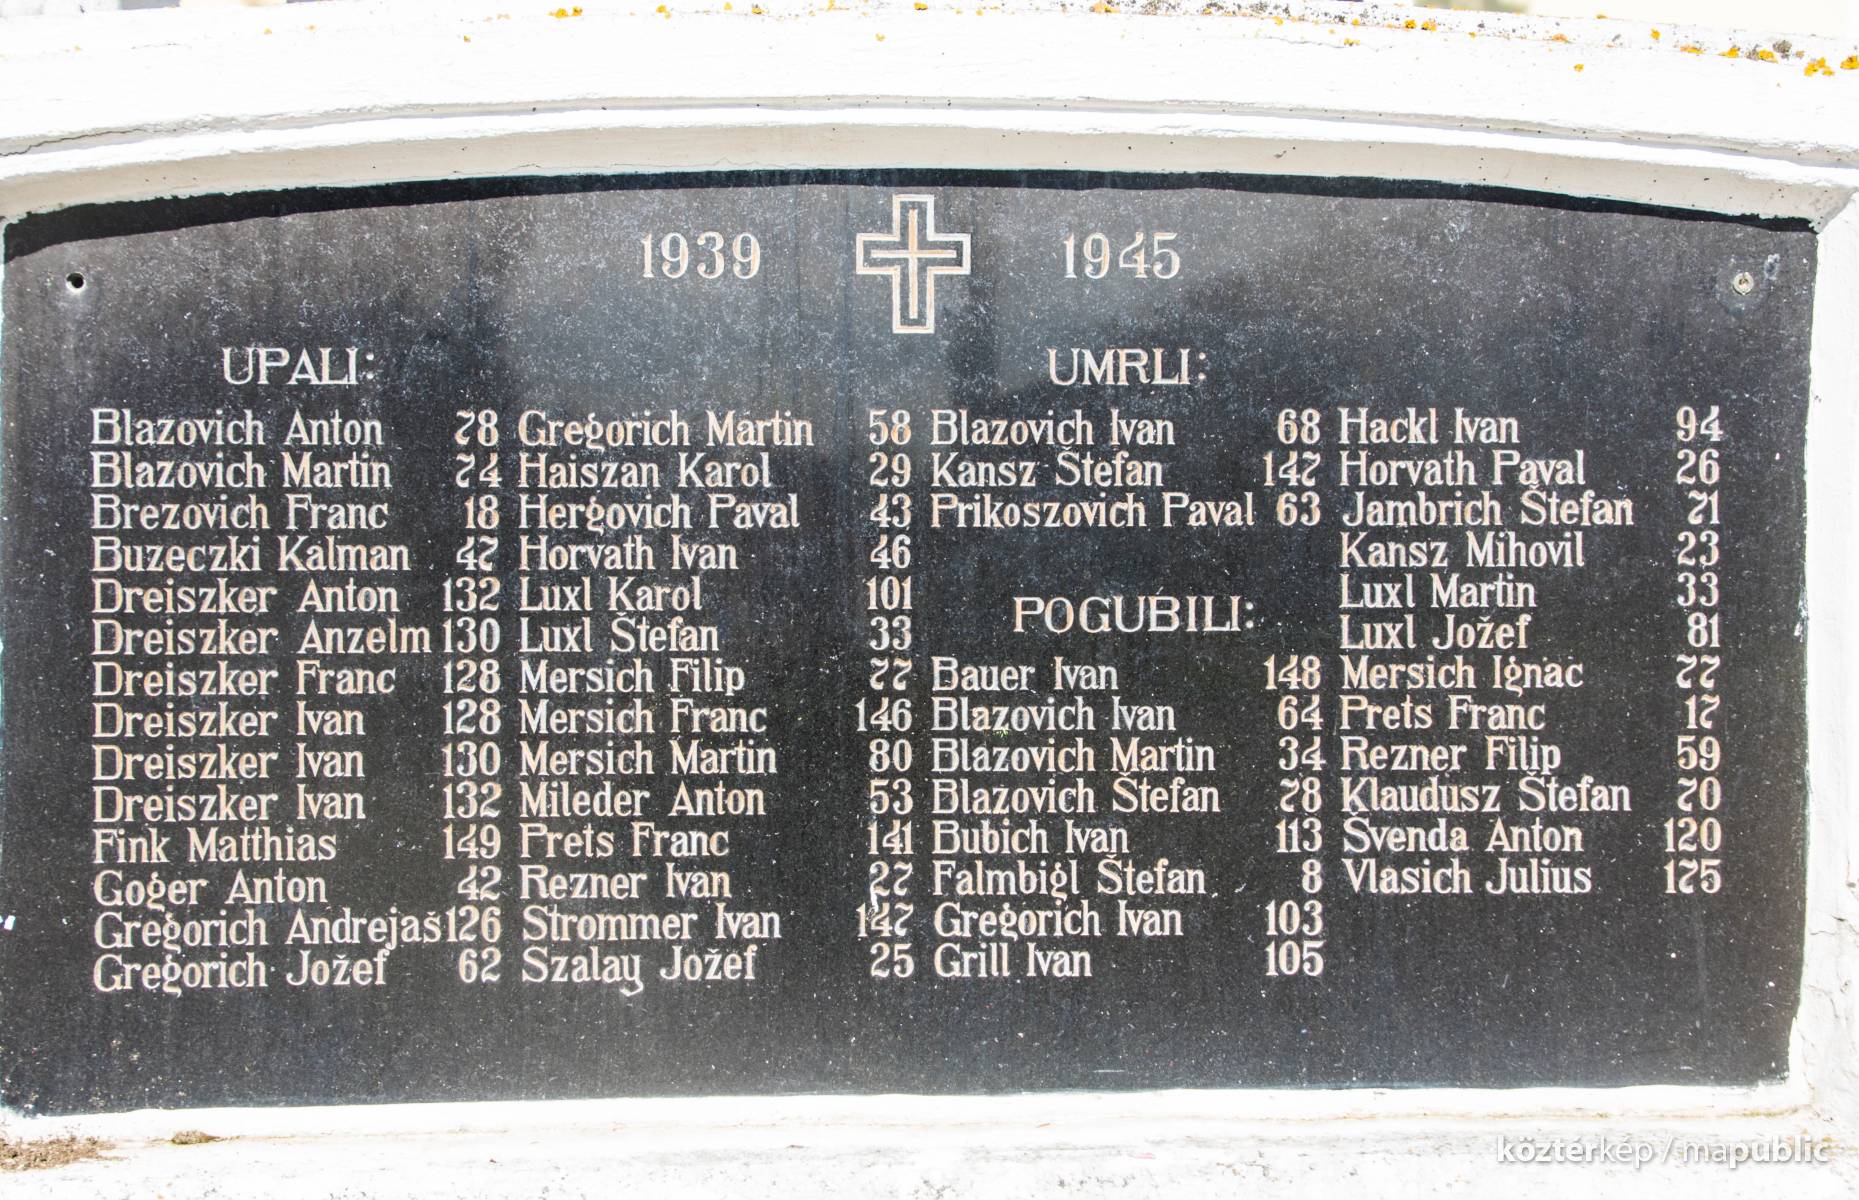 1939 1945
UPALI:
Blazovich Anton 78
Blazovich Martin 74
Brezovich Franc 18
Buzeczki Kalman 47
Dreiszker Anton 132
Dreiszker Anzelm 130
Dreiszker Franc 128
Dreiszker Ivan 128
Dreiszker Ivan 130
Dreiszker Ivan 132
Fink Matthias 149
Goger Anton 42
Gregorich Andrejaš 126
Gregorich Jožef 62
Gregorich Martin 58
Haiszan Karol 29
Hergovich Paval 43
Horvath Ivan 46
Luxl Karol 101
Luxl Štefan 33
Mersich Filip 77
Mersich Franc 146
Mersich Martin 80
Mileder Anton 53
Prets Franc 141
Rezner Ivan 27
Strommer Ivan 147
Szalay Jožef 25
UMRLI:
Blazovich Ivan 68
Kansz Štefan 147
Prikoszovich Paval 63
POGUBILI:
Bauer Ivan 148
Blazovich Ivan 64
Blazovich Martin 34
Blazovich Štefan 78
Bubich Ivan 113
Falmbigl Štefan 8
Gregorich Ivan 103
Grill Ivan 105
Hackl Ivan 94
Horvath Paval 26
Jambrich Štefan 71
Kansz Mihovil 23
Luxl Martin 33
Luxl Jožef 81
Mersich Ignac 77
Prets Franc 17
Rezner Filip 59
Klaudusz Štefan 70
Švenda Anton 120
Vlasich Julius 175
köztérkép / mapublic